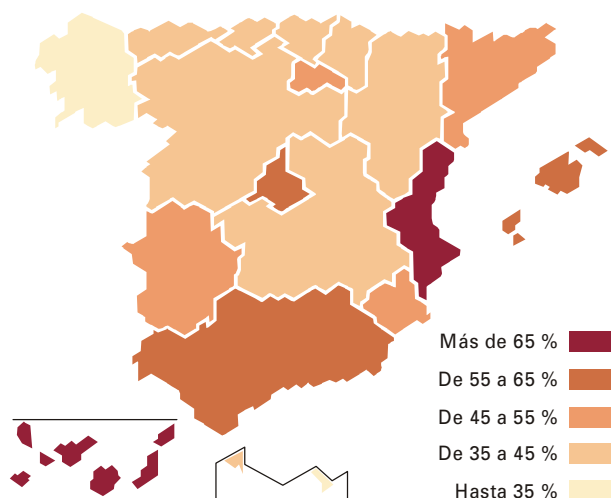 Más de 65 %
De 55 a 65 %
De 45 a 55 %
De 35 a 45 %
Hasta 35 %